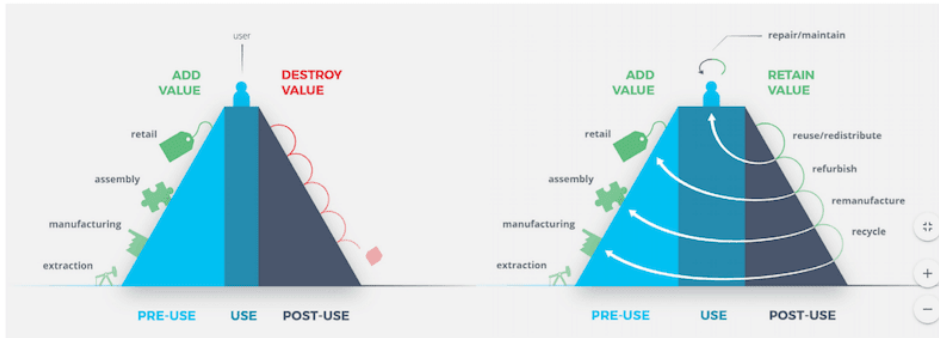 user
ADD
VALUE
DESTROY
VALUE
retail
assembly
manufacturing
extraction
PRE-USE
USE
POST-USE
repair/maintain
ADD
VALUE
RETAIN
VALUE
retail
reuse/redistribute
assembly
refurbish
remanufacture
manufacturing
recycle
extraction
PRE-USE
USE
POST-USE